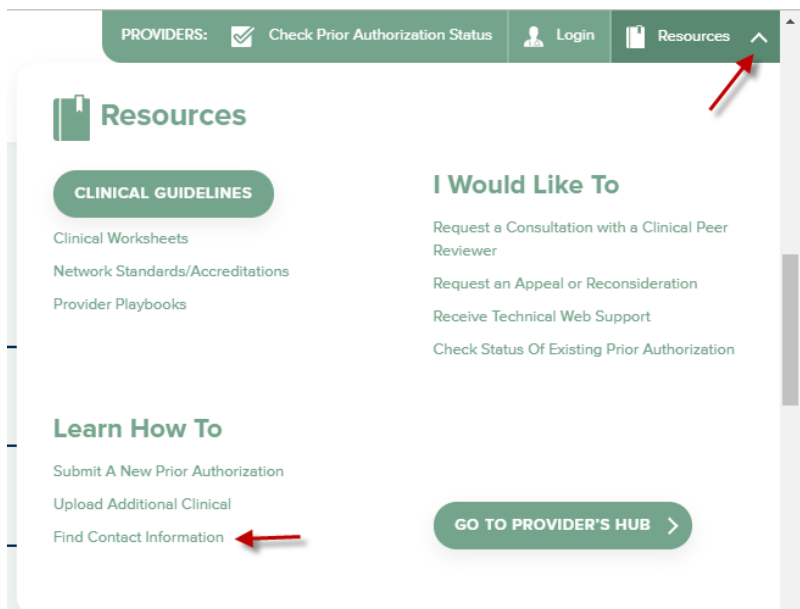 PROVIDERS: Check Prior Authorization Status Login Resources
Resources
CLINICAL GUIDELINES
Clinical Worksheets
Network Standards/Accreditations
Provider Playbooks
I Would Like To
Request a Consultation with a Clinical Peer
Reviewer
Request an Appeal or Reconsideration
Receive Technical Web Support
Check Status Of Existing Prior Authorization
Learn How To
Submit A New Prior Authorization
Upload Additional Clinical
Find Contact Information
GO TO PROVIDER'S HUB